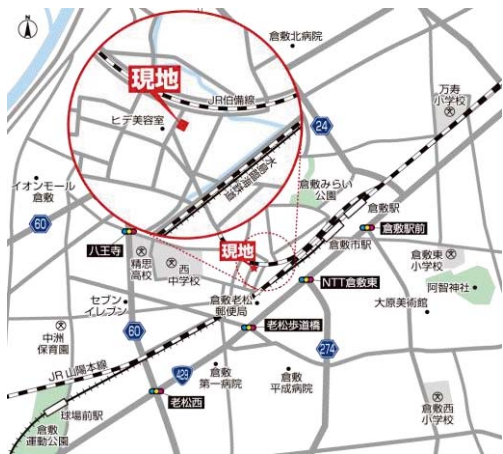 N
倉敷北病院
現地
JR伯備線
ヒデ美容室
万寿
小学校
24
水島臨海鉄道
倉敷みらい
公園
イオンモール
倉敷
60
倉敷駅
倉敷駅前
倉敷市駅
八王寺
精思
高校
西
中学校
現地
倉敷東
小学校
NTT倉敷東
阿智神社
セブン
イレブン
倉敷老松
郵便局
大原美術館
中洲
保育園
60
老松歩道橋
274
JR山陽本線
429
倉敷
第一病院
倉敷
平成病院
老松西
球場前駅
倉敷
運動公園
倉敷西
小学校